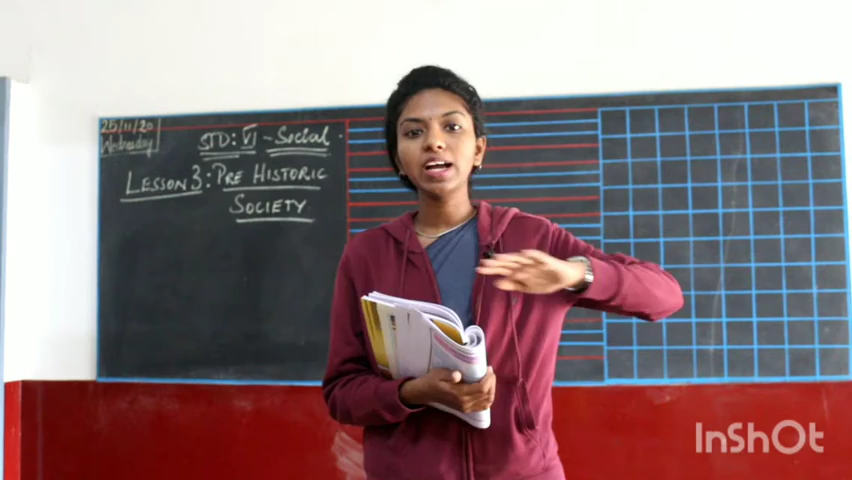 25/11/20
Wednesday
STD: VI - Social.
LESSON 3: PRE HISTORIC
SOCIETY.
InShOt